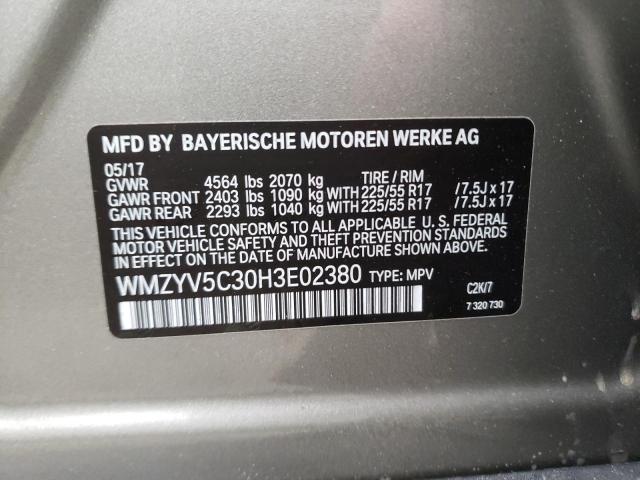 MFD BY BAYERISCHE MOTOREN WERKE AG
05/17
GVWR 4564 lbs 2070 kg TIRE / RIM
GAWR FRONT 2403 lbs 1090 kg WITH 225/55 R17 /7.5J x 17
GAWR REAR 2293 lbs 1040 kg WITH 225/55 R17 /7.5J x 17
THIS VEHICLE CONFORMS TO ALL APPLICABLE U. S. FEDERAL
MOTOR VEHICLE SAFETY AND THEFT PREVENTION STANDARDS
IN EFFECT ON THE DATE OF MANUFACTURE SHOWN ABOVE.
WMZYV5C30H3E02380 TYPE: MPV
C2K/7
7 320 730